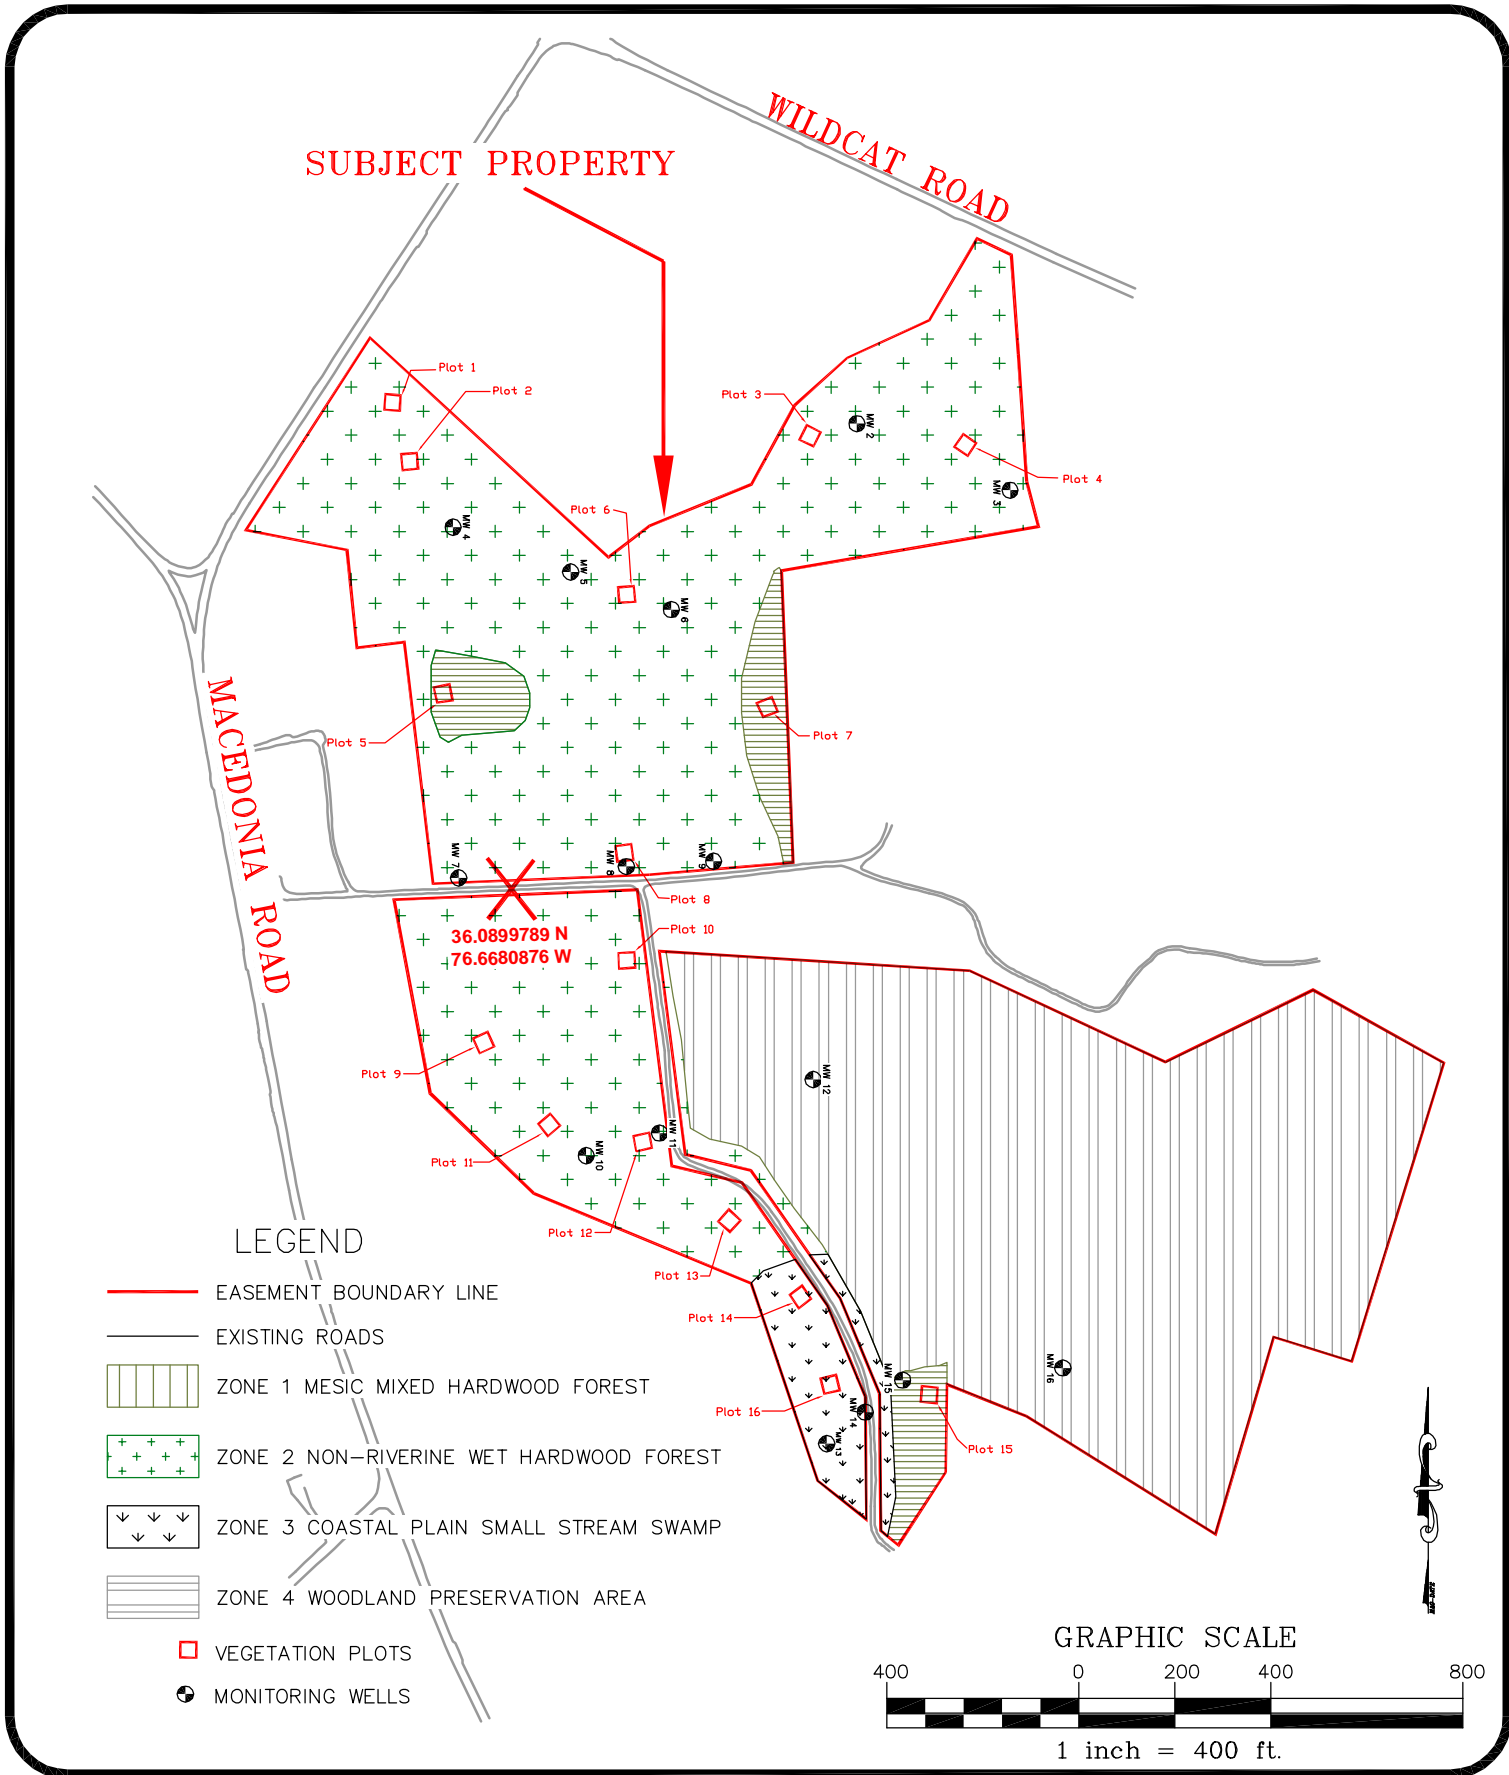 WILDCAT ROAD
SUBJECT PROPERTY
Plot 1
Plot 2
Plot 3
MW 2
Plot 4
MW 3
Plot 6
MW 4
MW 5
MW 6
MACEDONIA ROAD
Plot 5
Plot 7
MW 7
MW 8
MW 9
Plot 8
36.0899789 N
76.6680876 W
Plot 10
Plot 9
MW 12
MW 11
Plot 11
MW 10
Plot 12
Plot 13
Plot 14
MW 15
MW 16
Plot 16
MW 14
MW 13
Plot 15
LEGEND
EASEMENT BOUNDARY LINE
EXISTING ROADS
ZONE 1 MESIC MIXED HARDWOOD FOREST
ZONE 2 NON-RIVERINE WET HARDWOOD FOREST
ZONE 3 COASTAL PLAIN SMALL STREAM SWAMP
ZONE 4 WOODLAND PRESERVATION AREA
VEGETATION PLOTS
MONITORING WELLS
GRAPHIC SCALE
400 0 200 400 800
1 inch = 400 ft.